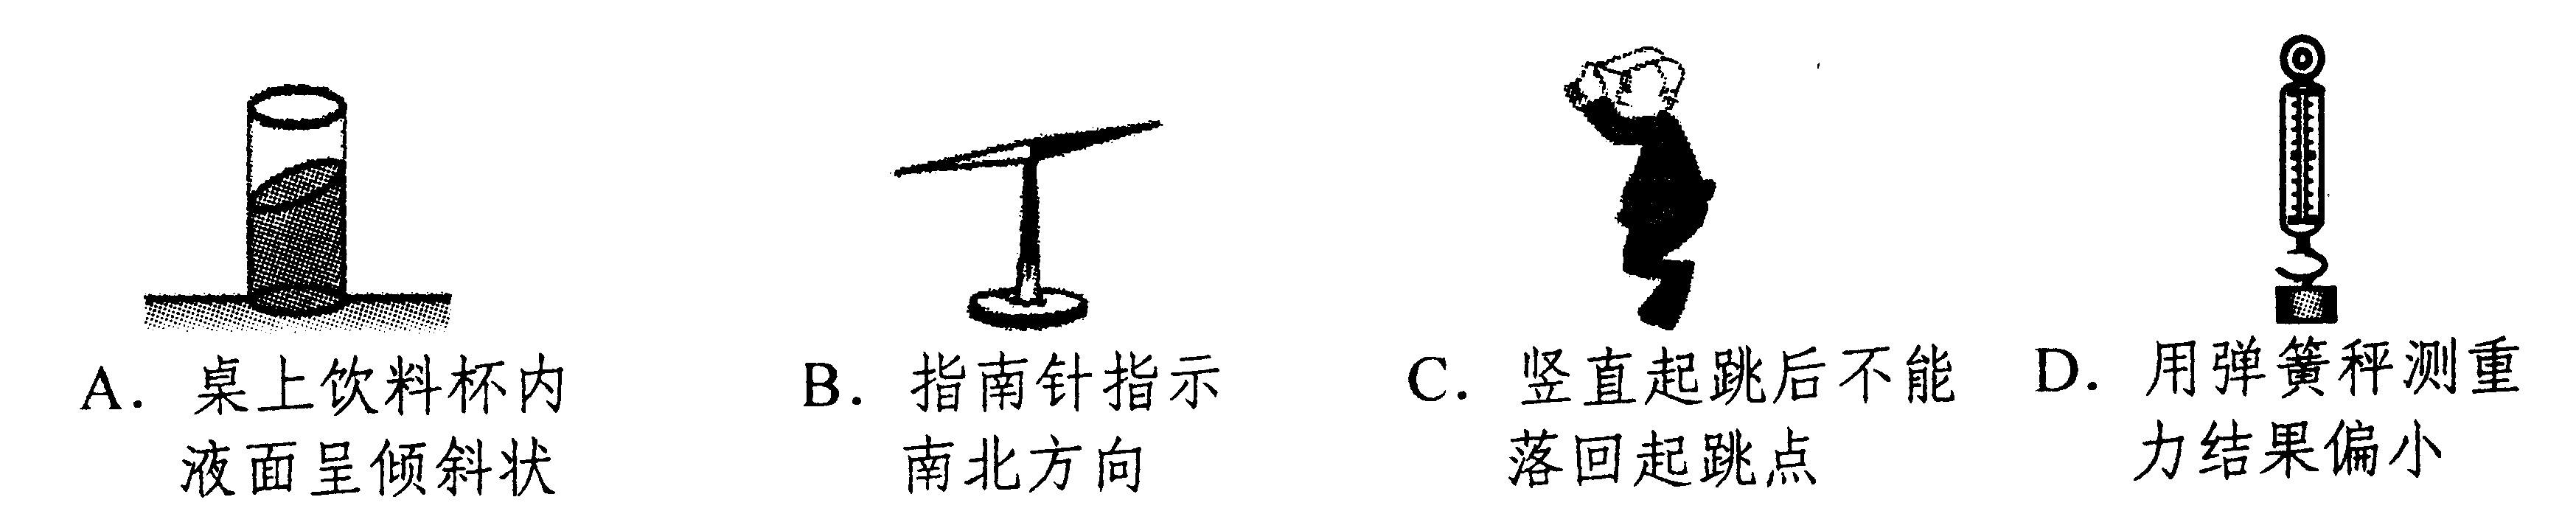 A. 桌上饮料杯内
液面呈倾斜状
B. 指南针指示
南北方向
C. 竖直起跳后不能
落回起跳点
D. 用弹簧秤测重
力结果偏小